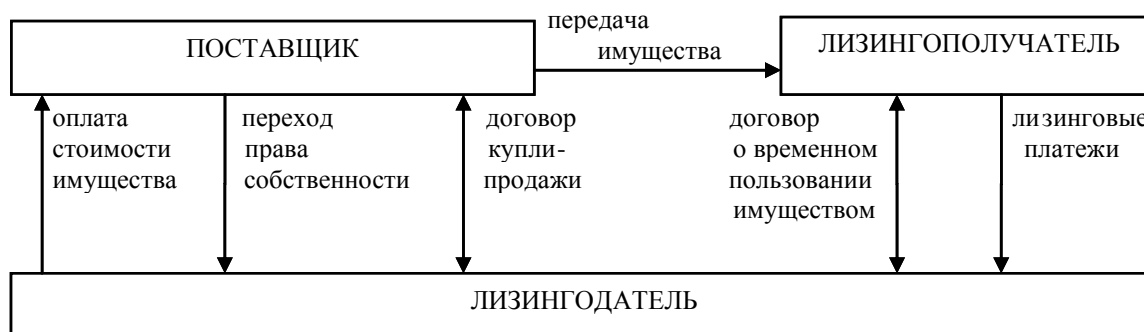 ПОСТАВЩИК
передача
имущества
ЛИЗИНГОПОЛУЧАТЕЛЬ
оплата
стоимости
имущества
переход
права
собственности
договор
купли-
продажи
договор
о временном
пользовании
имуществом
лизинговые
платежи
ЛИЗИНГОДАТЕЛЬ